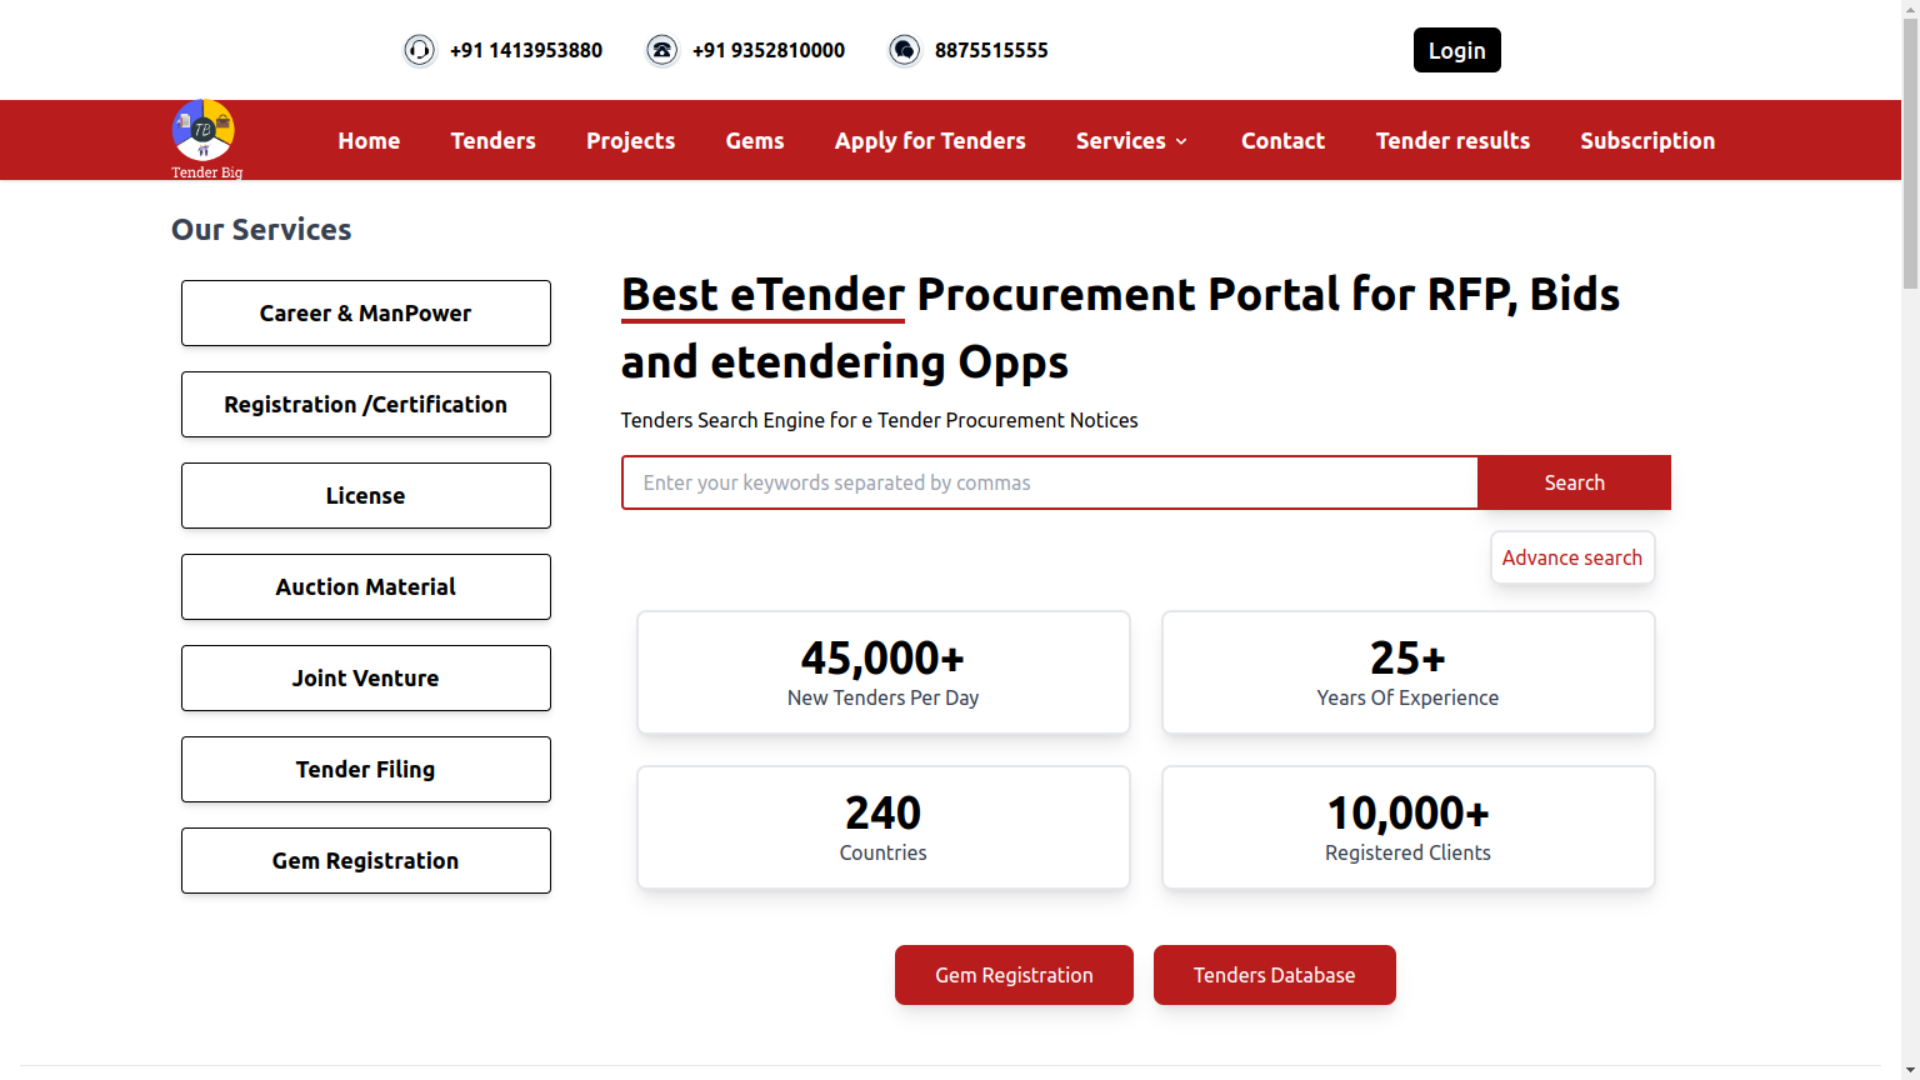 +91 1413953880
+91 9352810000
8875515555
Login
TB
Tender Big
Home
Tenders
Projects
Gems
Apply for Tenders
Services
Contact
Tender results
Subscription
Our Services
Career & ManPower
Registration /Certification
License
Auction Material
Joint Venture
Tender Filing
Gem Registration
Best eTender Procurement Portal for RFP, Bids
and etendering Opps
Tenders Search Engine for e Tender Procurement Notices
Enter your keywords separated by commas
Search
Advance search
45,000+
New Tenders Per Day
25+
Years Of Experience
240
Countries
10,000+
Registered Clients
Gem Registration
Tenders Database